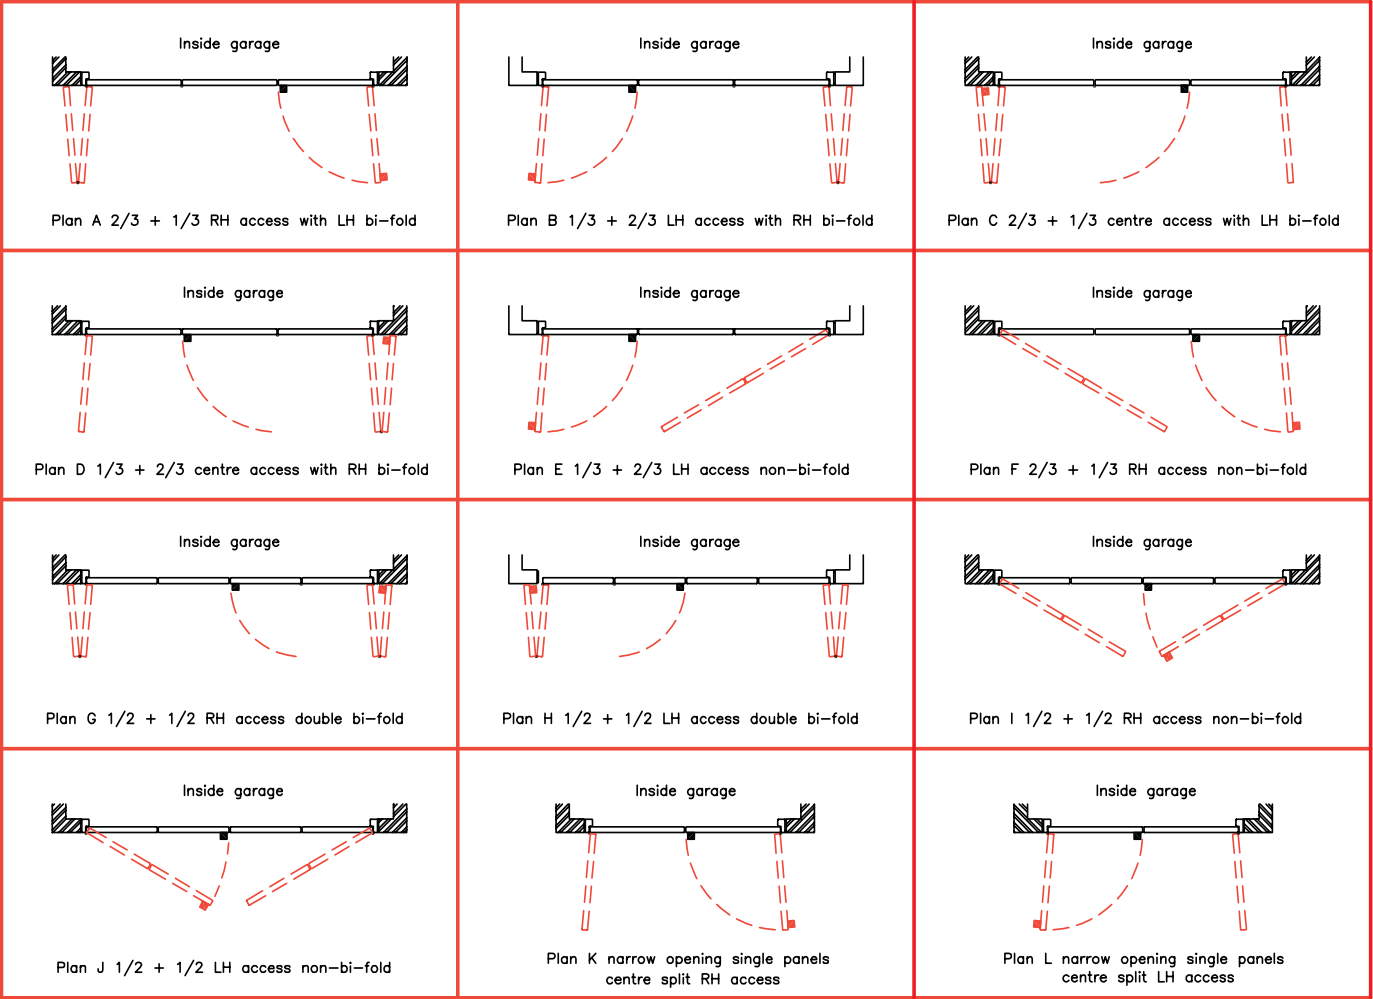 Inside garage
Plan A 2/3 + 1/3 RH access with LH bi-fold
Inside garage
Plan B 1/3 + 2/3 LH access with RH bi-fold
Inside garage
Plan C 2/3 + 1/3 centre access with LH bi-fold
Inside garage
Plan D 1/3 + 2/3 centre access with RH bi-fold
Inside garage
Plan E 1/3 + 2/3 LH access non-bi-fold
Inside garage
Plan F 2/3 + 1/3 RH access non-bi-fold
Inside garage
Plan G 1/2 + 1/2 RH access double bi-fold
Inside garage
Plan H 1/2 + 1/2 LH access double bi-fold
Inside garage
Plan I 1/2 + 1/2 RH access non-bi-fold
Inside garage
Plan J 1/2 + 1/2 LH access non-bi-fold
Inside garage
Plan K narrow opening single panels
centre split RH access
Inside garage
Plan L narrow opening single panels
centre split LH access